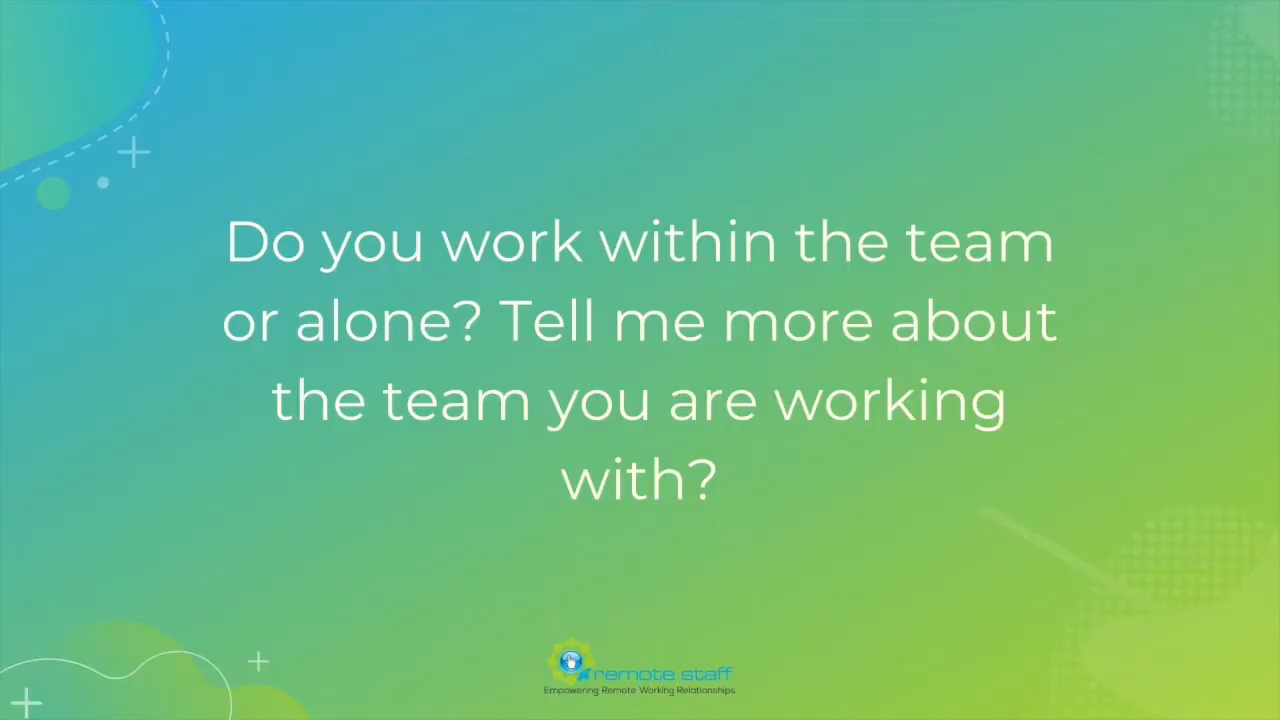 Do you work within the team
or alone? Tell me more about
the team you are working
with?
remote staff
Empowering Remote Working Relationships